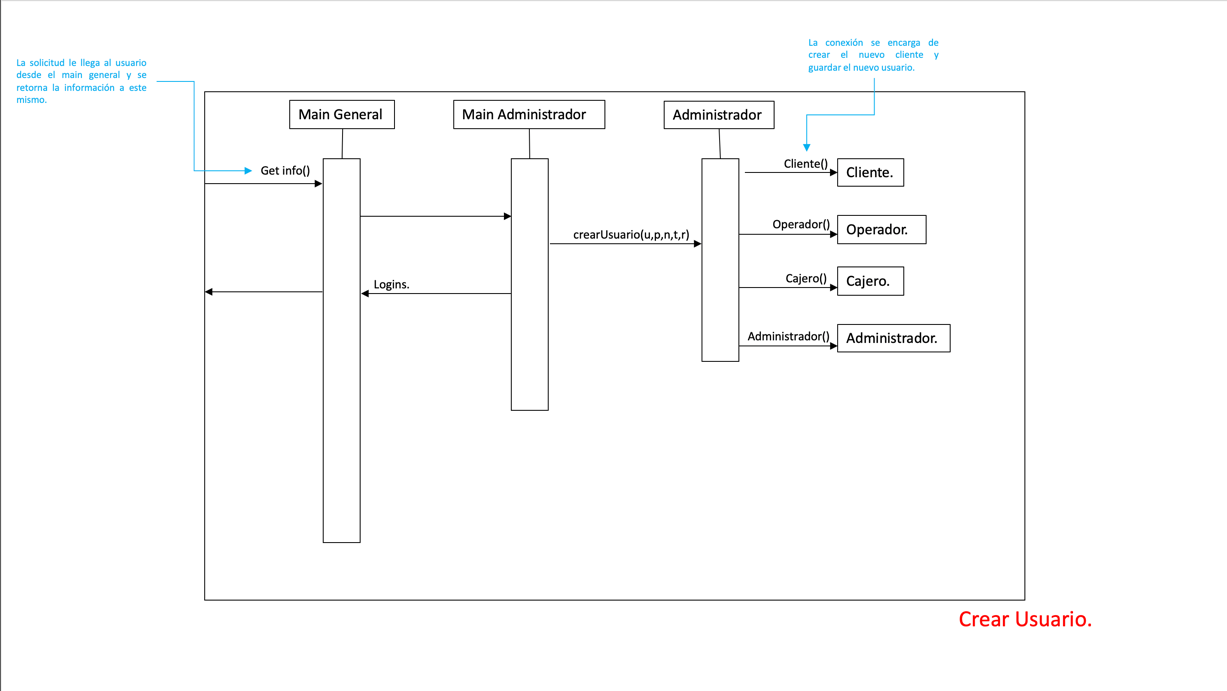 La conexión se encarga de
crear el nuevo cliente y
guardar el nuevo usuario.
La solicitud le llega al usuario
desde el main general y se
retorna la información a este
mismo.
Main General
Main Administrador
Administrador
Get info()
Cliente()
Cliente.
Operador()
Operador.
crearUsuario(u,p,n,t,r)
Cajero()
Cajero.
Logins.
Administrador()
Administrador.
Crear Usuario.